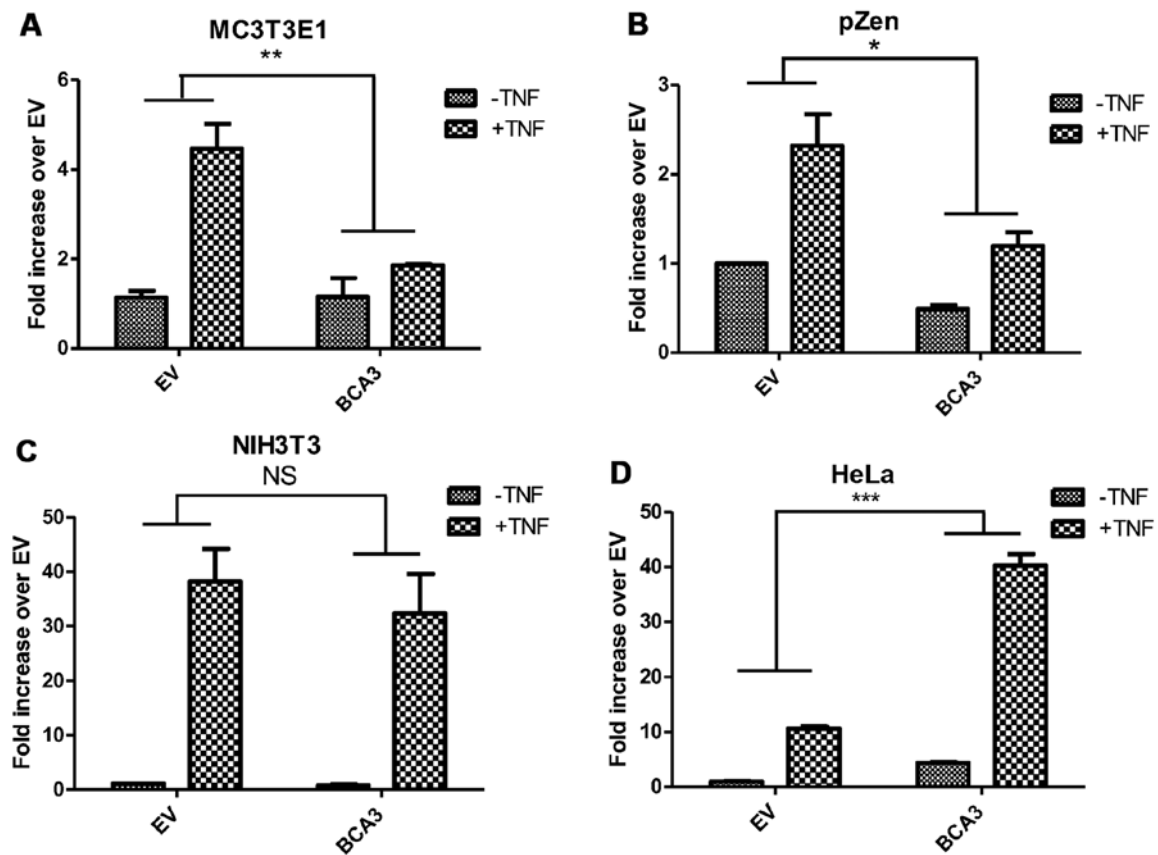 A
MC3T3E1
**
Fold increase over EV
6
4
2
0
EV
BCA3
-TNF
+TNF
B
pZen
*
Fold increase over EV
3
2
1
0
EV
BCA3
-TNF
+TNF
C
NIH3T3
NS
Fold increase over EV
50
40
30
20
10
0
EV
BCA3
-TNF
+TNF
D
HeLa
***
Fold increase over EV
50
40
30
20
10
0
EV
BCA3
-TNF
+TNF